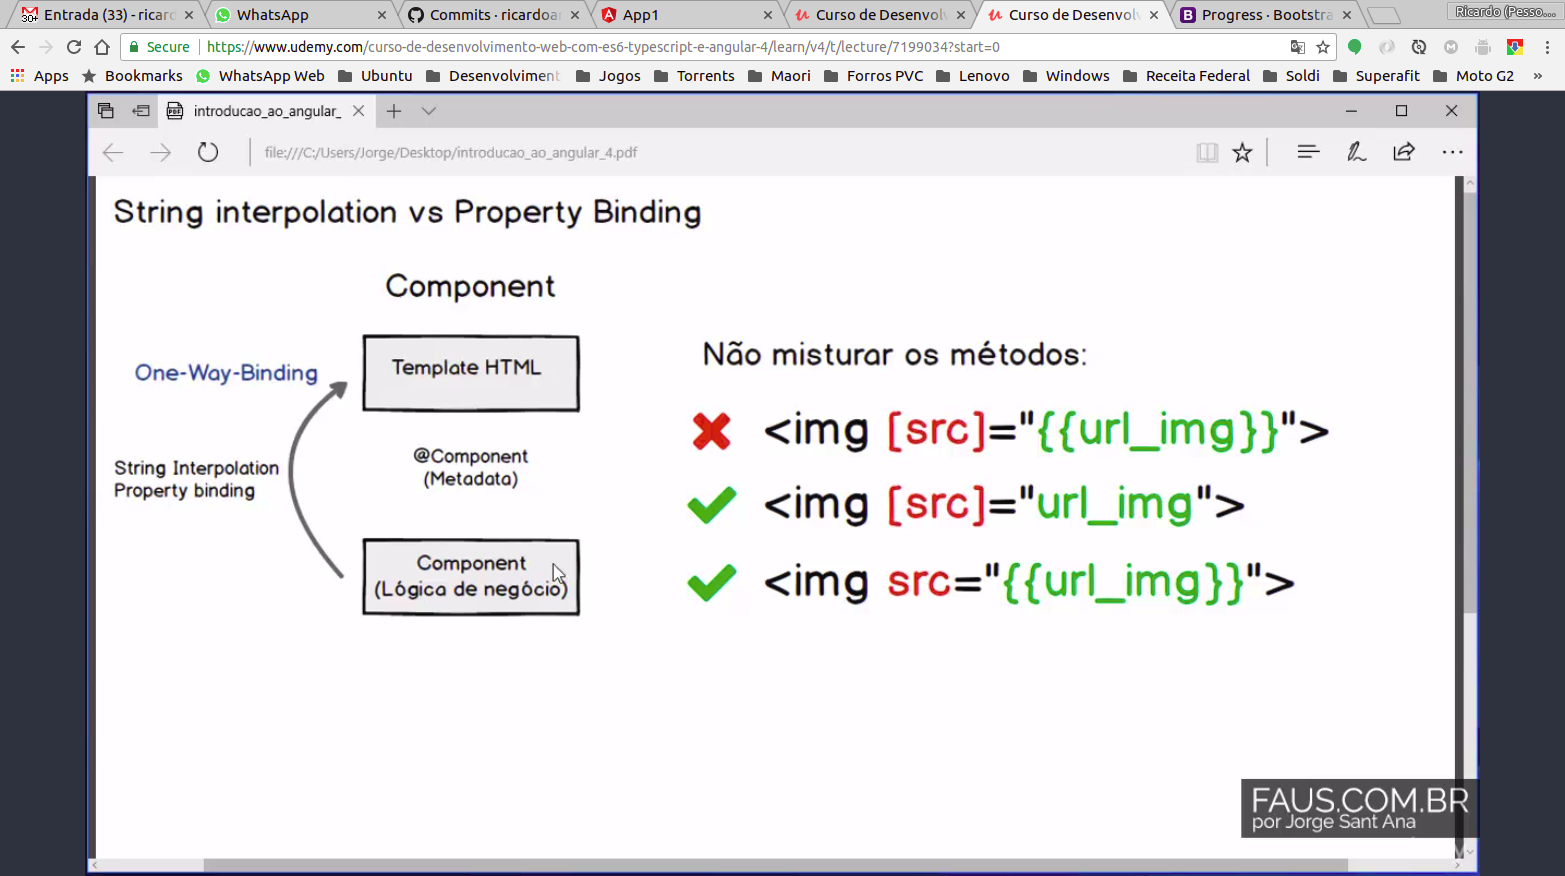 Entrada (33) - ricard
WhatsApp
Commits · ricardoar
App1
Curso de Desenvol
Curso de Desenvol
Progress · Bootstra
Ricardo (Pesso...
Secure
https://www.udemy.com/curso-de-desenvolvimento-web-com-es6-typescript-e-angular-4/learn/v4/t/lecture/7199034?start=0
Apps
Bookmarks
WhatsApp Web
Ubuntu
Desenvolviment
Jogos
Torrents
Maori
Forros PVC
Lenovo
Windows
Receita Federal
Soldi
Superafit
Moto G2
»
introducao_ao_angular_
file:///C:/Users/Jorge/Desktop/introducao_ao_angular_4.pdf
String interpolation vs Property Binding
Component
One-Way-Binding
Template HTML
String Interpolation
Property binding
@Component
(Metadata)
Component
(Lógica de negócio)
Não misturar os métodos:
<img [src]="{{url_img}}">
<img [src]="url_img">
<img src="{{url_img}}">
FAUS.COM.BR
por Jorge Sant Ana